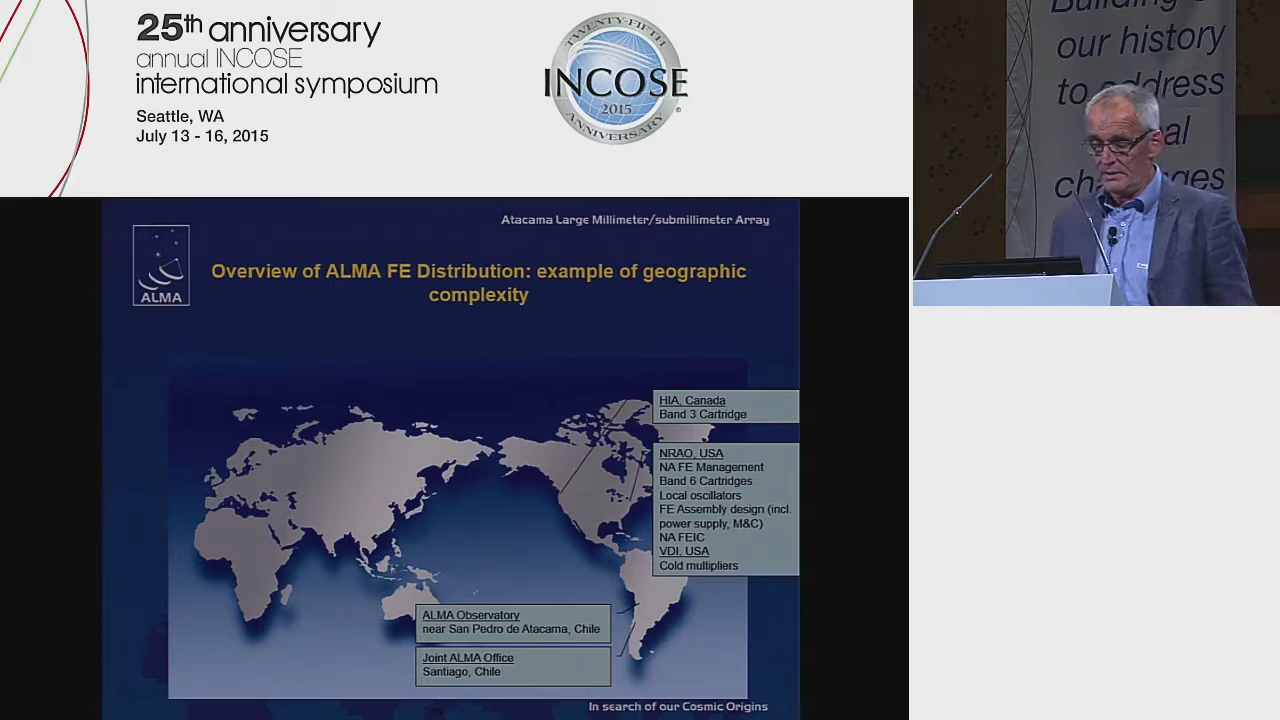 25th anniversary
annual INCOSE
international symposium
Seattle, WA
July 13 - 16, 2015
TWENTY-FIFTH
INCOSE
2015
ANNIVERSARY
our history
to address
al
Atacama Large Millimeter/submillimeter Array
ALMA
Overview of ALMA FE Distribution: example of geographic
complexity
HIA, Canada
Band 3 Cartridge
NRAO, USA
NA FE Management
Band 6 Cartridges
Local oscillators
FE Assembly design (incl.
power supply, M&C)
NA FEIC
VDI, USA
Cold multipliers
ALMA Observatory
near San Pedro de Atacama, Chile
Joint ALMA Office
Santiago, Chile
In search of our Cosmic Origins